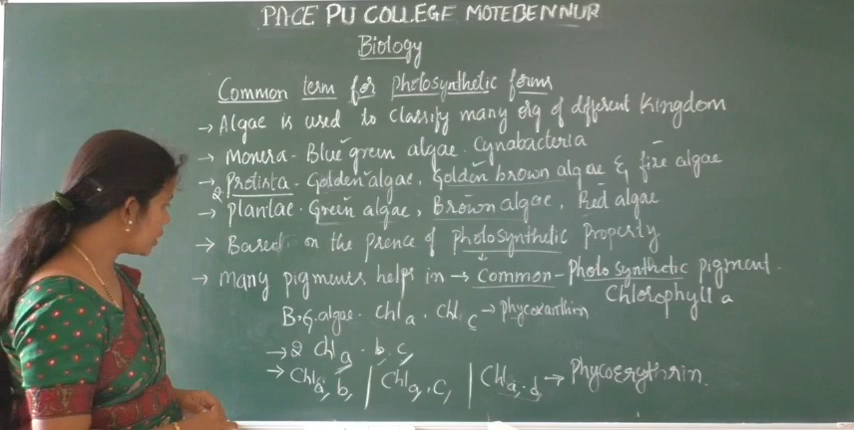 PACE PU COLLEGE MOTEBENNUR
Biology
Common term for photosynthetic forms
→ Algae is used to classify many org of different Kingdom
→ Monera - Blue green algae. Cynabacteria
→ Protista - Golden algae, Golden brown algae & fire algae
→ Plantae - Green algae, Brown algae, Red algae
→ Based on the prence of photosynthetic Property
→ Many pigments helps in → Common - Photosynthetic pigment.
Chlorophyll a
B.G. algae. Chl a . Chl c → Phycoxanthin
→ 2 Chl a . b, c,
→ Chl a, b, | Chl a, c, | Chl a, d, → Phycoerythrin.